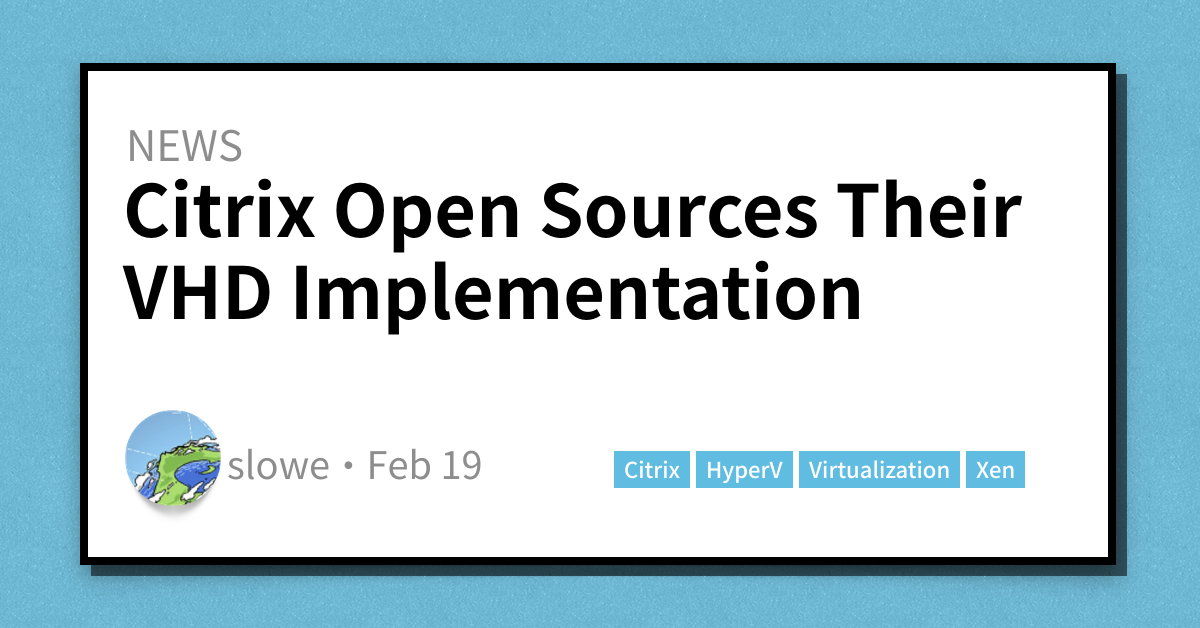 NEWS
Citrix Open Sources Their
VHD Implementation
slowe • Feb 19
Citrix HyperV Virtualization Xen